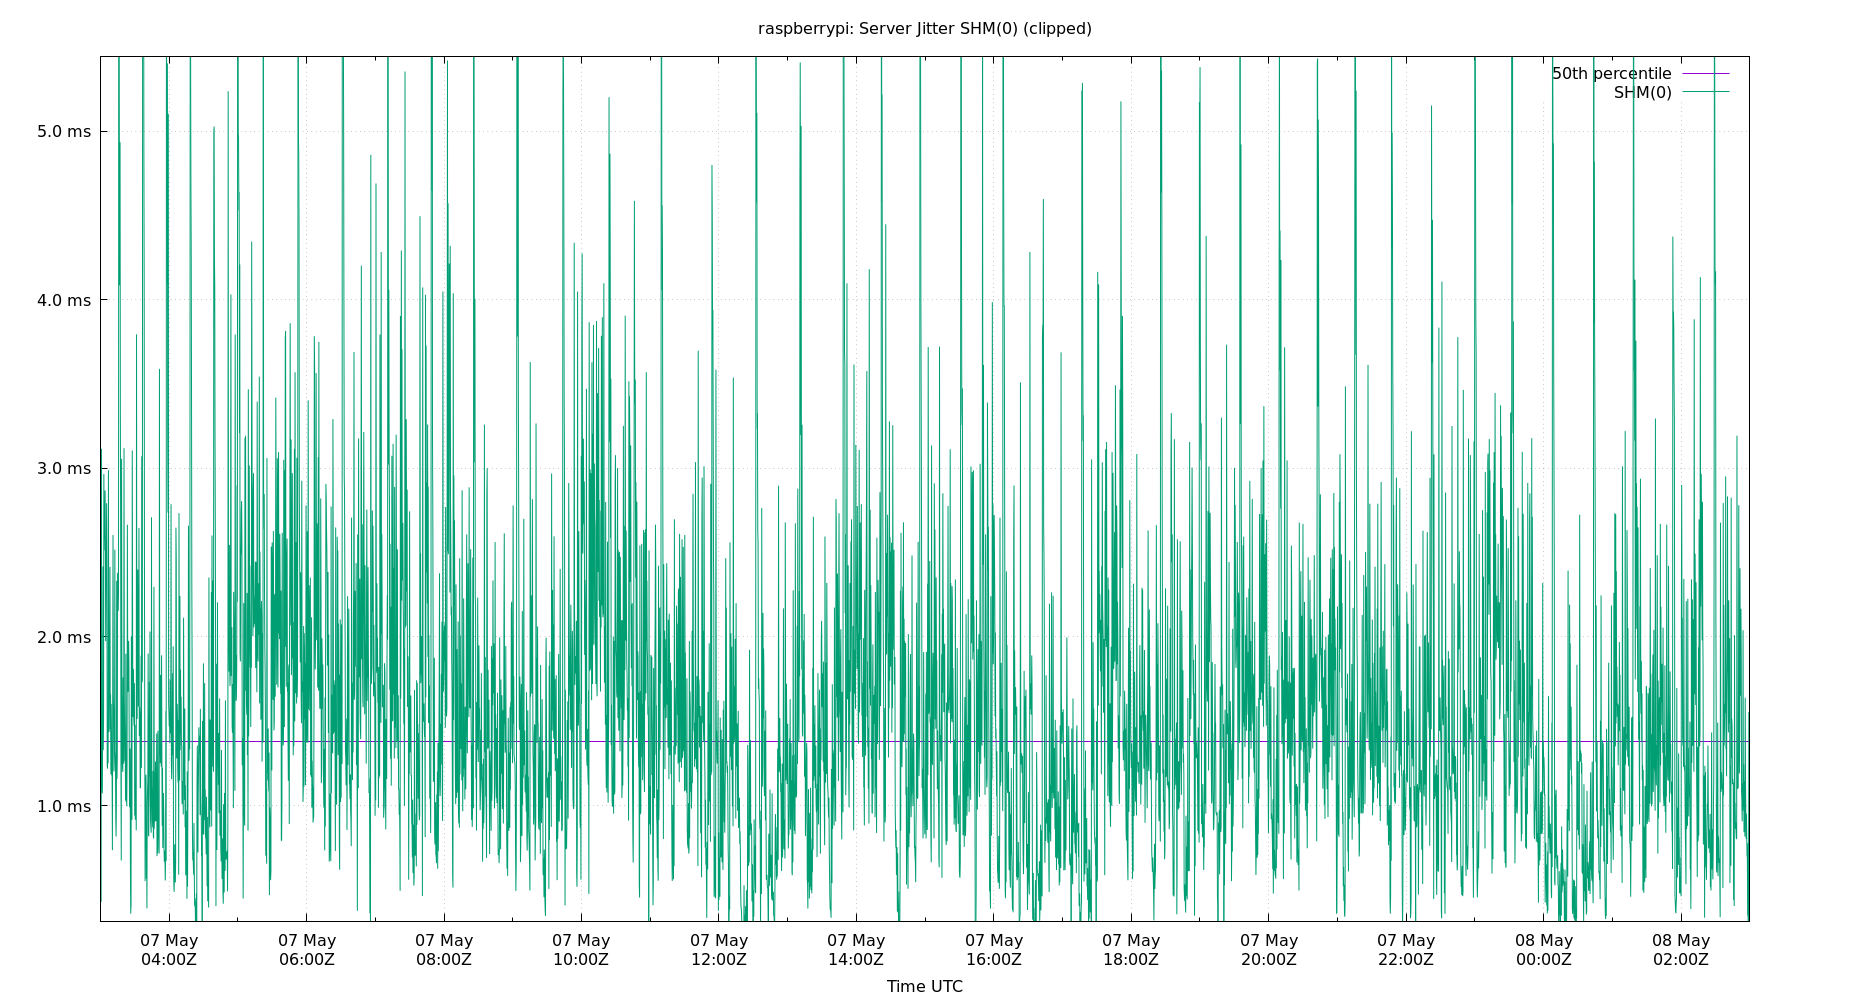 raspberrypi: Server Jitter SHM(0) (clipped)
50th percentile
SHM(0)
5.0 ms
4.0 ms
3.0 ms
2.0 ms
1.0 ms
07 May 07 May 07 May 07 May 07 May 07 May 07 May 07 May 07 May 07 May 08 May 08 May
04:00Z 06:00Z 08:00Z 10:00Z 12:00Z 14:00Z 16:00Z 18:00Z 20:00Z 22:00Z 00:00Z 02:00Z
Time UTC